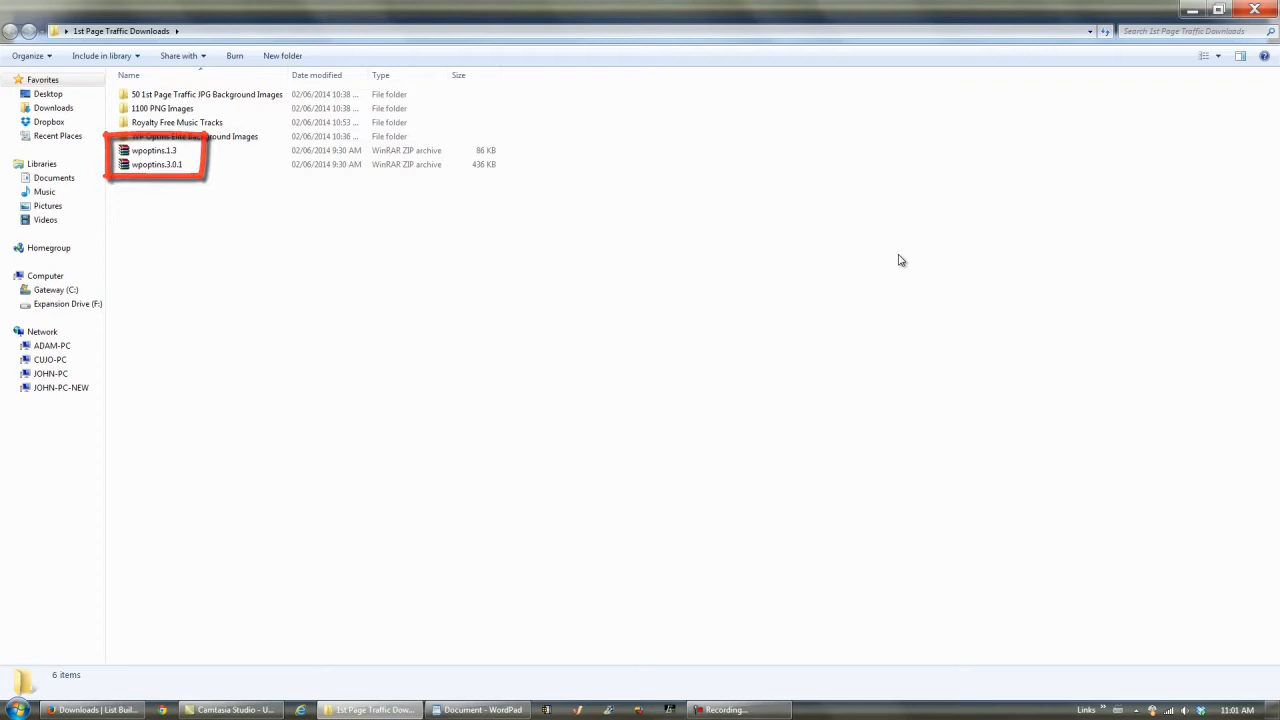 1st Page Traffic Downloads
Search 1st Page Traffic Downloads
Organize Include in library Share with Burn New folder
Name Date modified Type Size
Favorites
Desktop
Downloads
Dropbox
Recent Places
Libraries
Documents
Music
Pictures
Videos
Homegroup
Computer
Gateway (C:)
Expansion Drive (F:)
Network
ADAM-PC
CUJO-PC
JOHN-PC
JOHN-PC-NEW
50 1st Page Traffic JPG Background Images 02/06/2014 10:38 ... File folder
1100 PNG Images 02/06/2014 10:38 ... File folder
Royalty Free Music Tracks 02/06/2014 10:53 ... File folder
WP Optins Elite Background Images 02/06/2014 10:36 ... File folder
wpoptins.1.3 02/06/2014 9:30 AM WinRAR ZIP archive 86 KB
wpoptins.3.0.1 02/06/2014 9:30 AM WinRAR ZIP archive 436 KB
6 items
Downloads | List Buil... Camtasia Studio - U... 1st Page Traffic Dow... Document - WordPad Recording... Links 11:01 AM